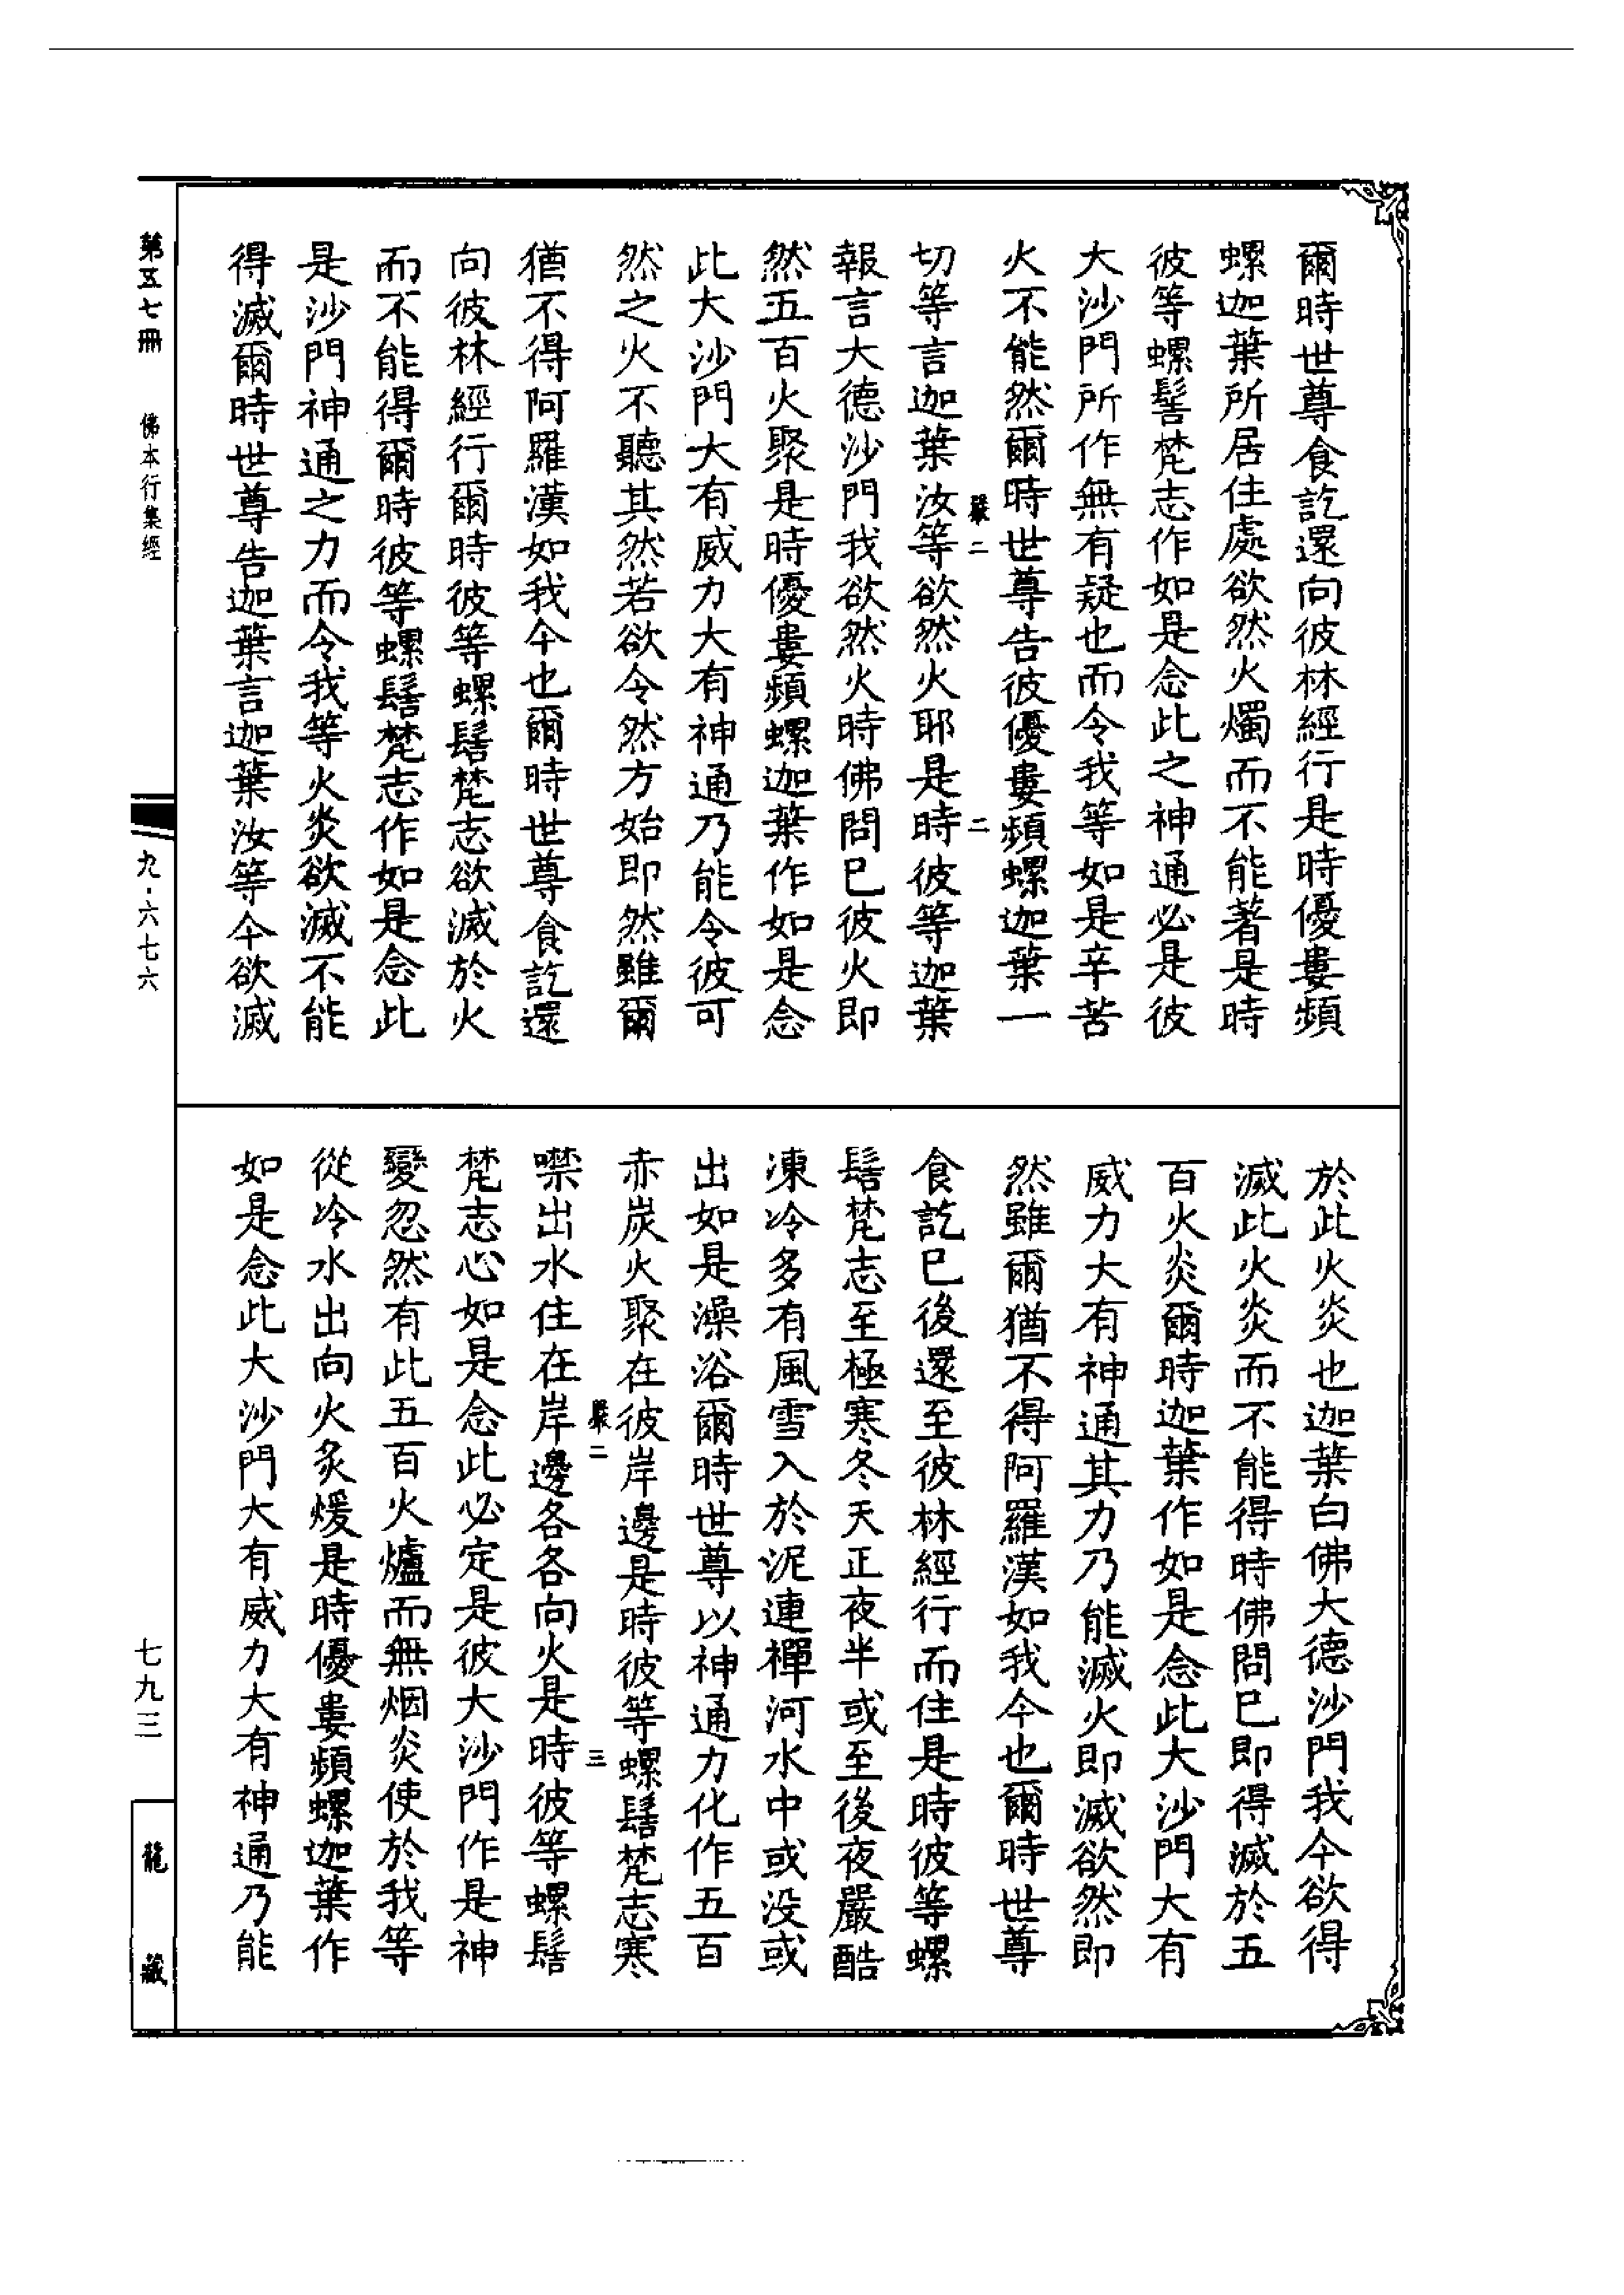 爾時世尊食訖還向彼林經行是時優婁頻
螺迦葉所居住處欲然火燭而不能著是時
彼等螺髻梵志作如是念此之神通必是彼
大沙門所作無有疑也而令我等如是辛苦
火不能然爾時世尊告彼優婁頻螺迦葉一
嚴二
二
切等言迦葉汝等欲然火耶是時彼等迦葉
報言大德沙門我欲然火時佛問已彼火即
然五百火聚是時優婁頻螺迦葉作如是念
此大沙門大有威力大有神通乃能令彼可
然之火不聽其然若欲令然方始即然雖爾
猶不得阿羅漢如我今也爾時世尊食訖還
向彼林經行爾時彼等螺髻梵志欲滅於火
而不能得爾時彼等螺髻梵志作如是念此
是沙門神通之力而令我等火炎欲滅不能
得滅爾時世尊告迦葉言迦葉汝等今欲滅
於此火炎也迦葉白佛大德沙門我今欲得
滅此火炎而不能得時佛問已即得滅於五
百火炎爾時迦葉作如是念此大沙門大有
威力大有神通其力乃能滅火即滅欲然即
然雖爾猶不得阿羅漢如我今也爾時世尊
食訖已後還至彼林經行而住是時彼等螺
髻梵志至極寒冬天正夜半或至後夜嚴酷
凍冷多有風雪入於泥連禪河水中或没或
出如是澡浴爾時世尊以神通力化作五百
赤炭火聚在彼岸邊是時彼等螺髻梵志寒
嚴二
三
噤出水住在岸邊各各向火是時彼等螺髻
梵志心如是念此必定是彼大沙門作是神
變忽然有此五百火爐而無烟炎使於我等
從冷水出向火炙煖是時優婁頻螺迦葉作
如是念此大沙門大有威力大有神通乃能
第五七冊
佛本行集經
九·六七六
七九三
龍藏